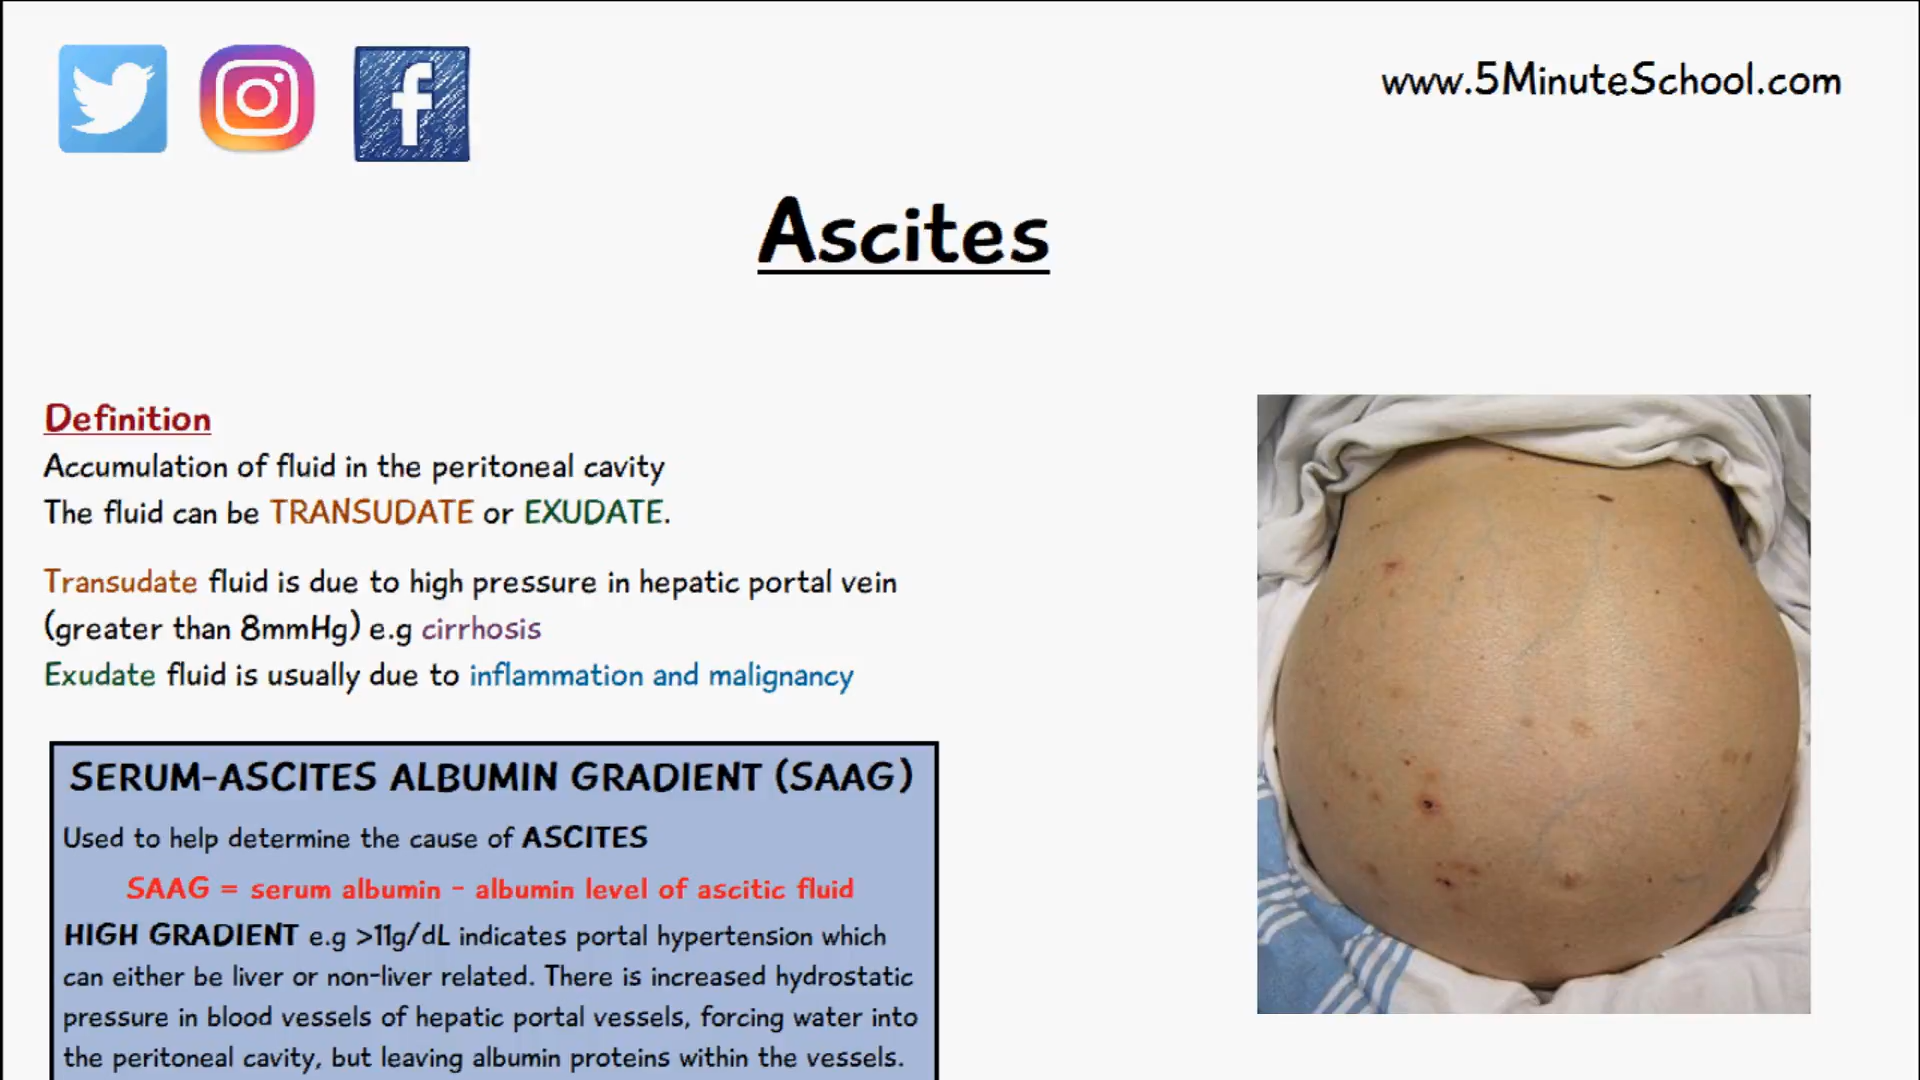 www.5MinuteSchool.com
Ascites
Definition
Accumulation of fluid in the peritoneal cavity
The fluid can be TRANSUDATE or EXUDATE.
Transudate fluid is due to high pressure in hepatic portal vein
(greater than 8mmHg) e.g cirrhosis
Exudate fluid is usually due to inflammation and malignancy
SERUM-ASCITES ALBUMIN GRADIENT (SAAG)
Used to help determine the cause of ASCITES
SAAG = serum albumin - albumin level of ascitic fluid
HIGH GRADIENT e.g >11g/dL indicates portal hypertension which
can either be liver or non-liver related. There is increased hydrostatic
pressure in blood vessels of hepatic portal vessels, forcing water into
the peritoneal cavity, but leaving albumin proteins within the vessels.